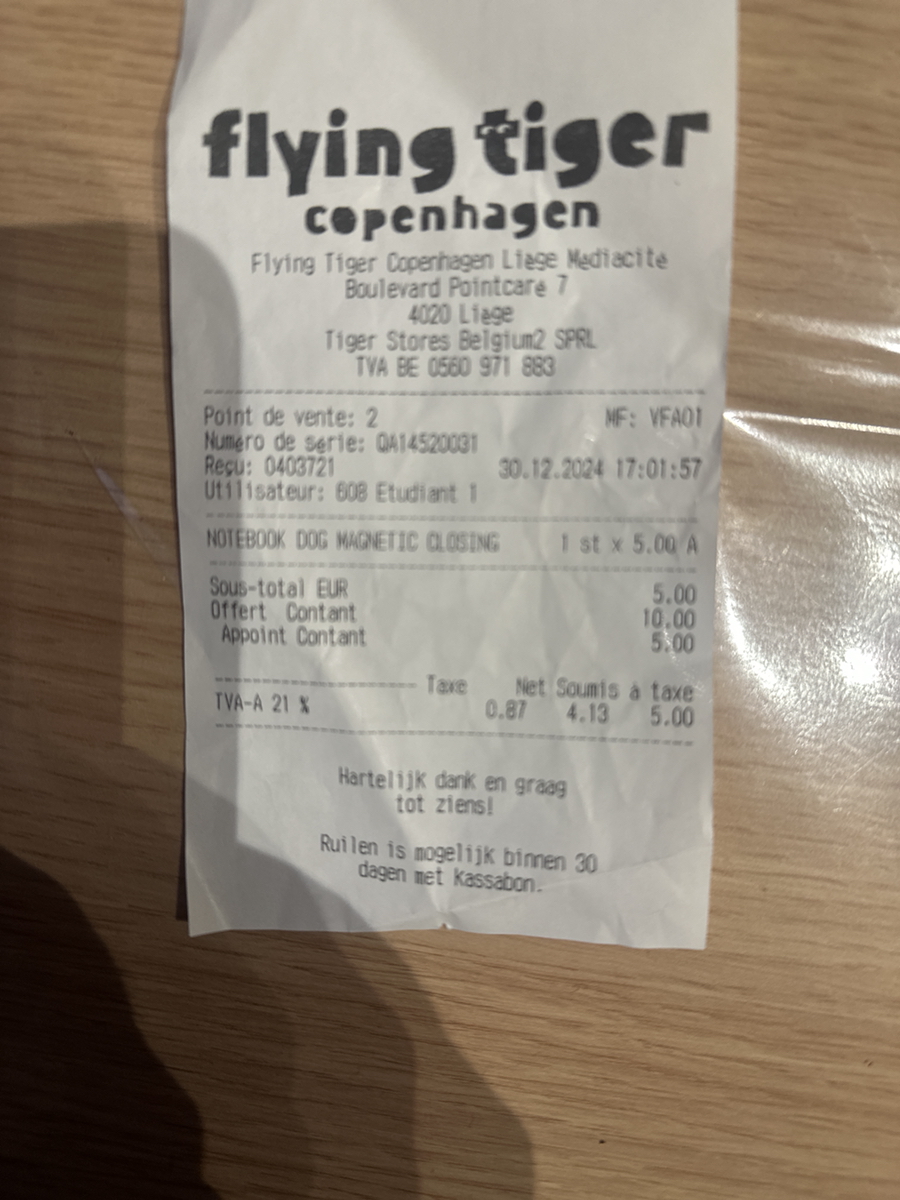 flying tiger
copenhagen
Flying Tiger Copenhagen Liege Mediacite
Boulevard Pointcaré 7
4020 Liège
Tiger Stores Belgium2 SPRL
TVA BE 0560 971 883
Point de vente: 2 MF: VFA01
Numéro de série: QA14520031
Reçu: 0403721 30.12.2024 17:01:57
Utilisateur: 608 Etudiant 1
NOTEBOOK DOG MAGNETIC CLOSING 1 st x 5.00 A
Sous-total EUR 5.00
Offert Contant 10.00
Appoint Contant 5.00
Taxe Net Soumis à taxe
TVA-A 21 % 0.87 4.13 5.00
Hartelijk dank en graag
tot ziens!
Ruilen is mogelijk binnen 30
dagen met Kassabon.